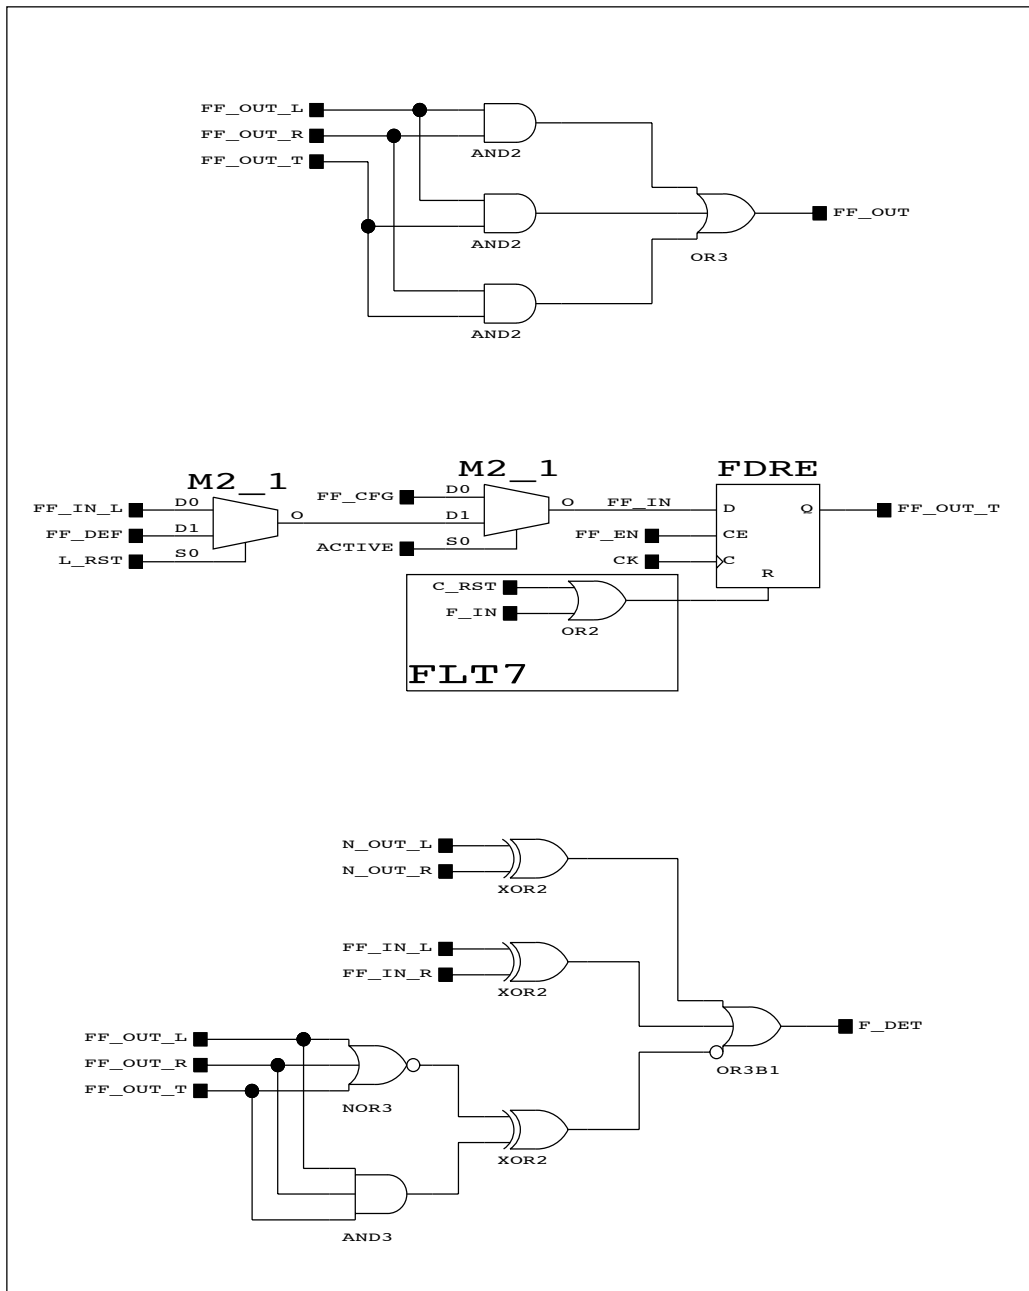 FF_OUT_L
FF_OUT_R
AND2
FF_OUT_T
FF_OUT
AND2
OR3
AND2
M2_1
M2_1
FDRE
FF_IN_L D0
FF_CFG D0
O FF_IN
D Q
FF_OUT_T
O
FF_DEF D1
D1
FF_EN CE
L_RST S0
ACTIVE S0
CK C
R
C_RST
F_IN
OR2
FLT7
N_OUT_L
N_OUT_R
XOR2
FF_IN_L
FF_IN_R
XOR2
F_DET
FF_OUT_L
FF_OUT_R
OR3B1
FF_OUT_T
NOR3
XOR2
AND3